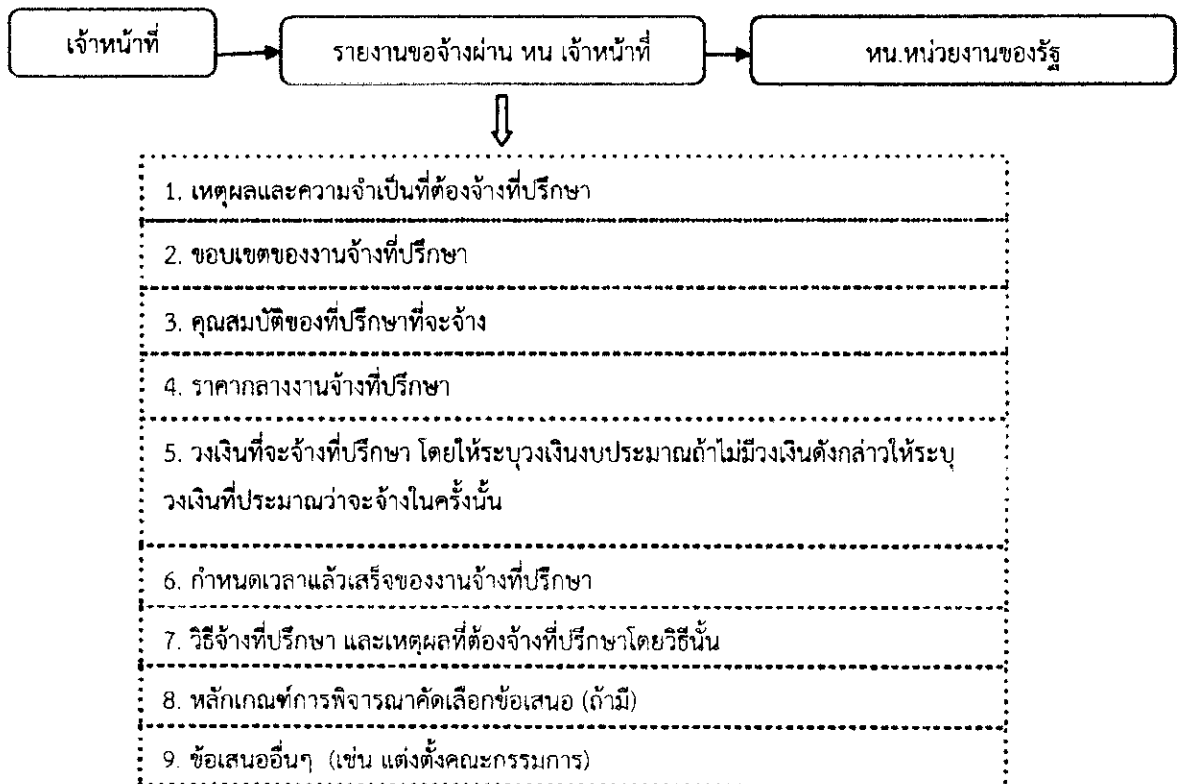 เจ้าหน้าที่
รายงานขอจ้างผ่าน หน เจ้าหน้าที่
หน.หน่วยงานของรัฐ
1. เหตุผลและความจำเป็นที่ต้องจ้างที่ปรึกษา
2. ขอบเขตของงานจ้างที่ปรึกษา
3. คุณสมบัติของที่ปรึกษาที่จะจ้าง
4. ราคากลางงานจ้างที่ปรึกษา
5. วงเงินที่จะจ้างที่ปรึกษา โดยให้ระบุวงเงินงบประมาณถ้าไม่มีวงเงินดังกล่าวให้ระบุ
วงเงินที่ประมาณว่าจะจ้างในครั้งนั้น
6. กำหนดเวลาแล้วเสร็จของงานจ้างที่ปรึกษา
7. วิธีจ้างที่ปรึกษา และเหตุผลที่ต้องจ้างที่ปรึกษาโดยวิธีนั้น
8. หลักเกณฑ์การพิจารณาคัดเลือกข้อเสนอ (ถ้ามี)
9. ข้อเสนออื่นๆ (เช่น แต่งตั้งคณะกรรมการ)